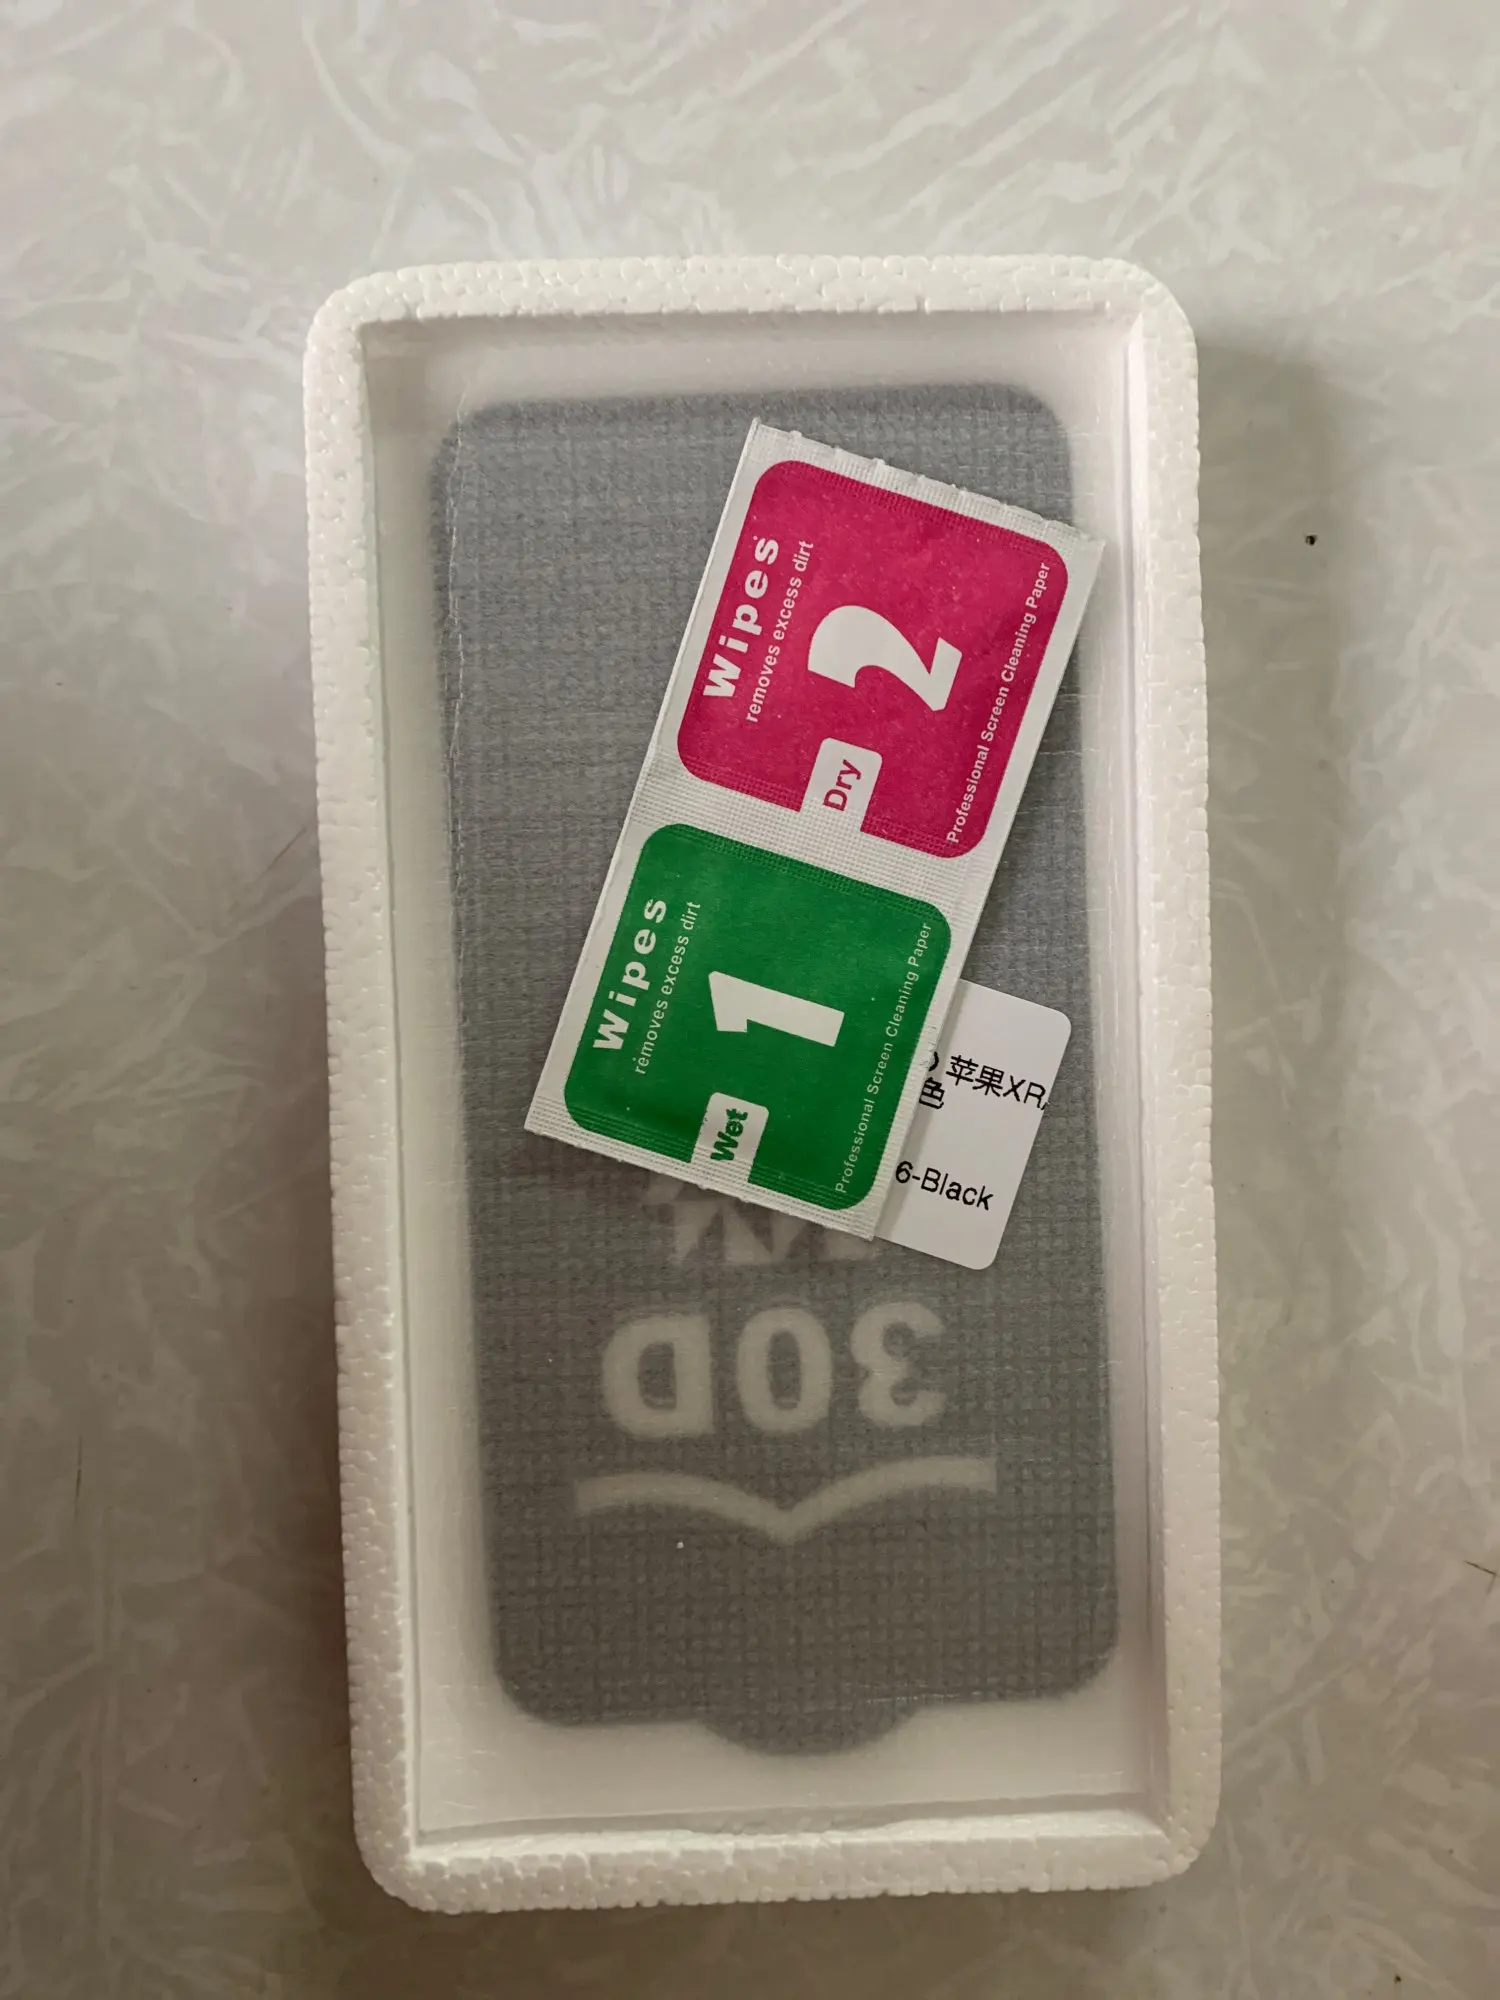 Wipes
removes excess dirt
2
Dry
Professional Screen Cleaning Paper
Wipes
removes excess dirt
1
Wet
Professional Screen Cleaning Paper
苹果XR
色
6-Black
30D